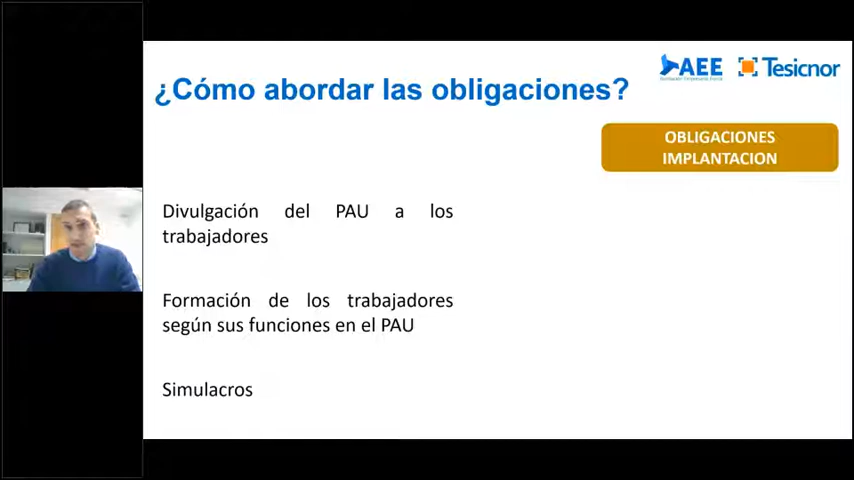 ¿Cómo abordar las obligaciones?
AEE
Tesicnor
OBLIGACIONES
IMPLANTACION
Divulgación del PAU a los
trabajadores
Formación de los trabajadores
según sus funciones en el PAU
Simulacros